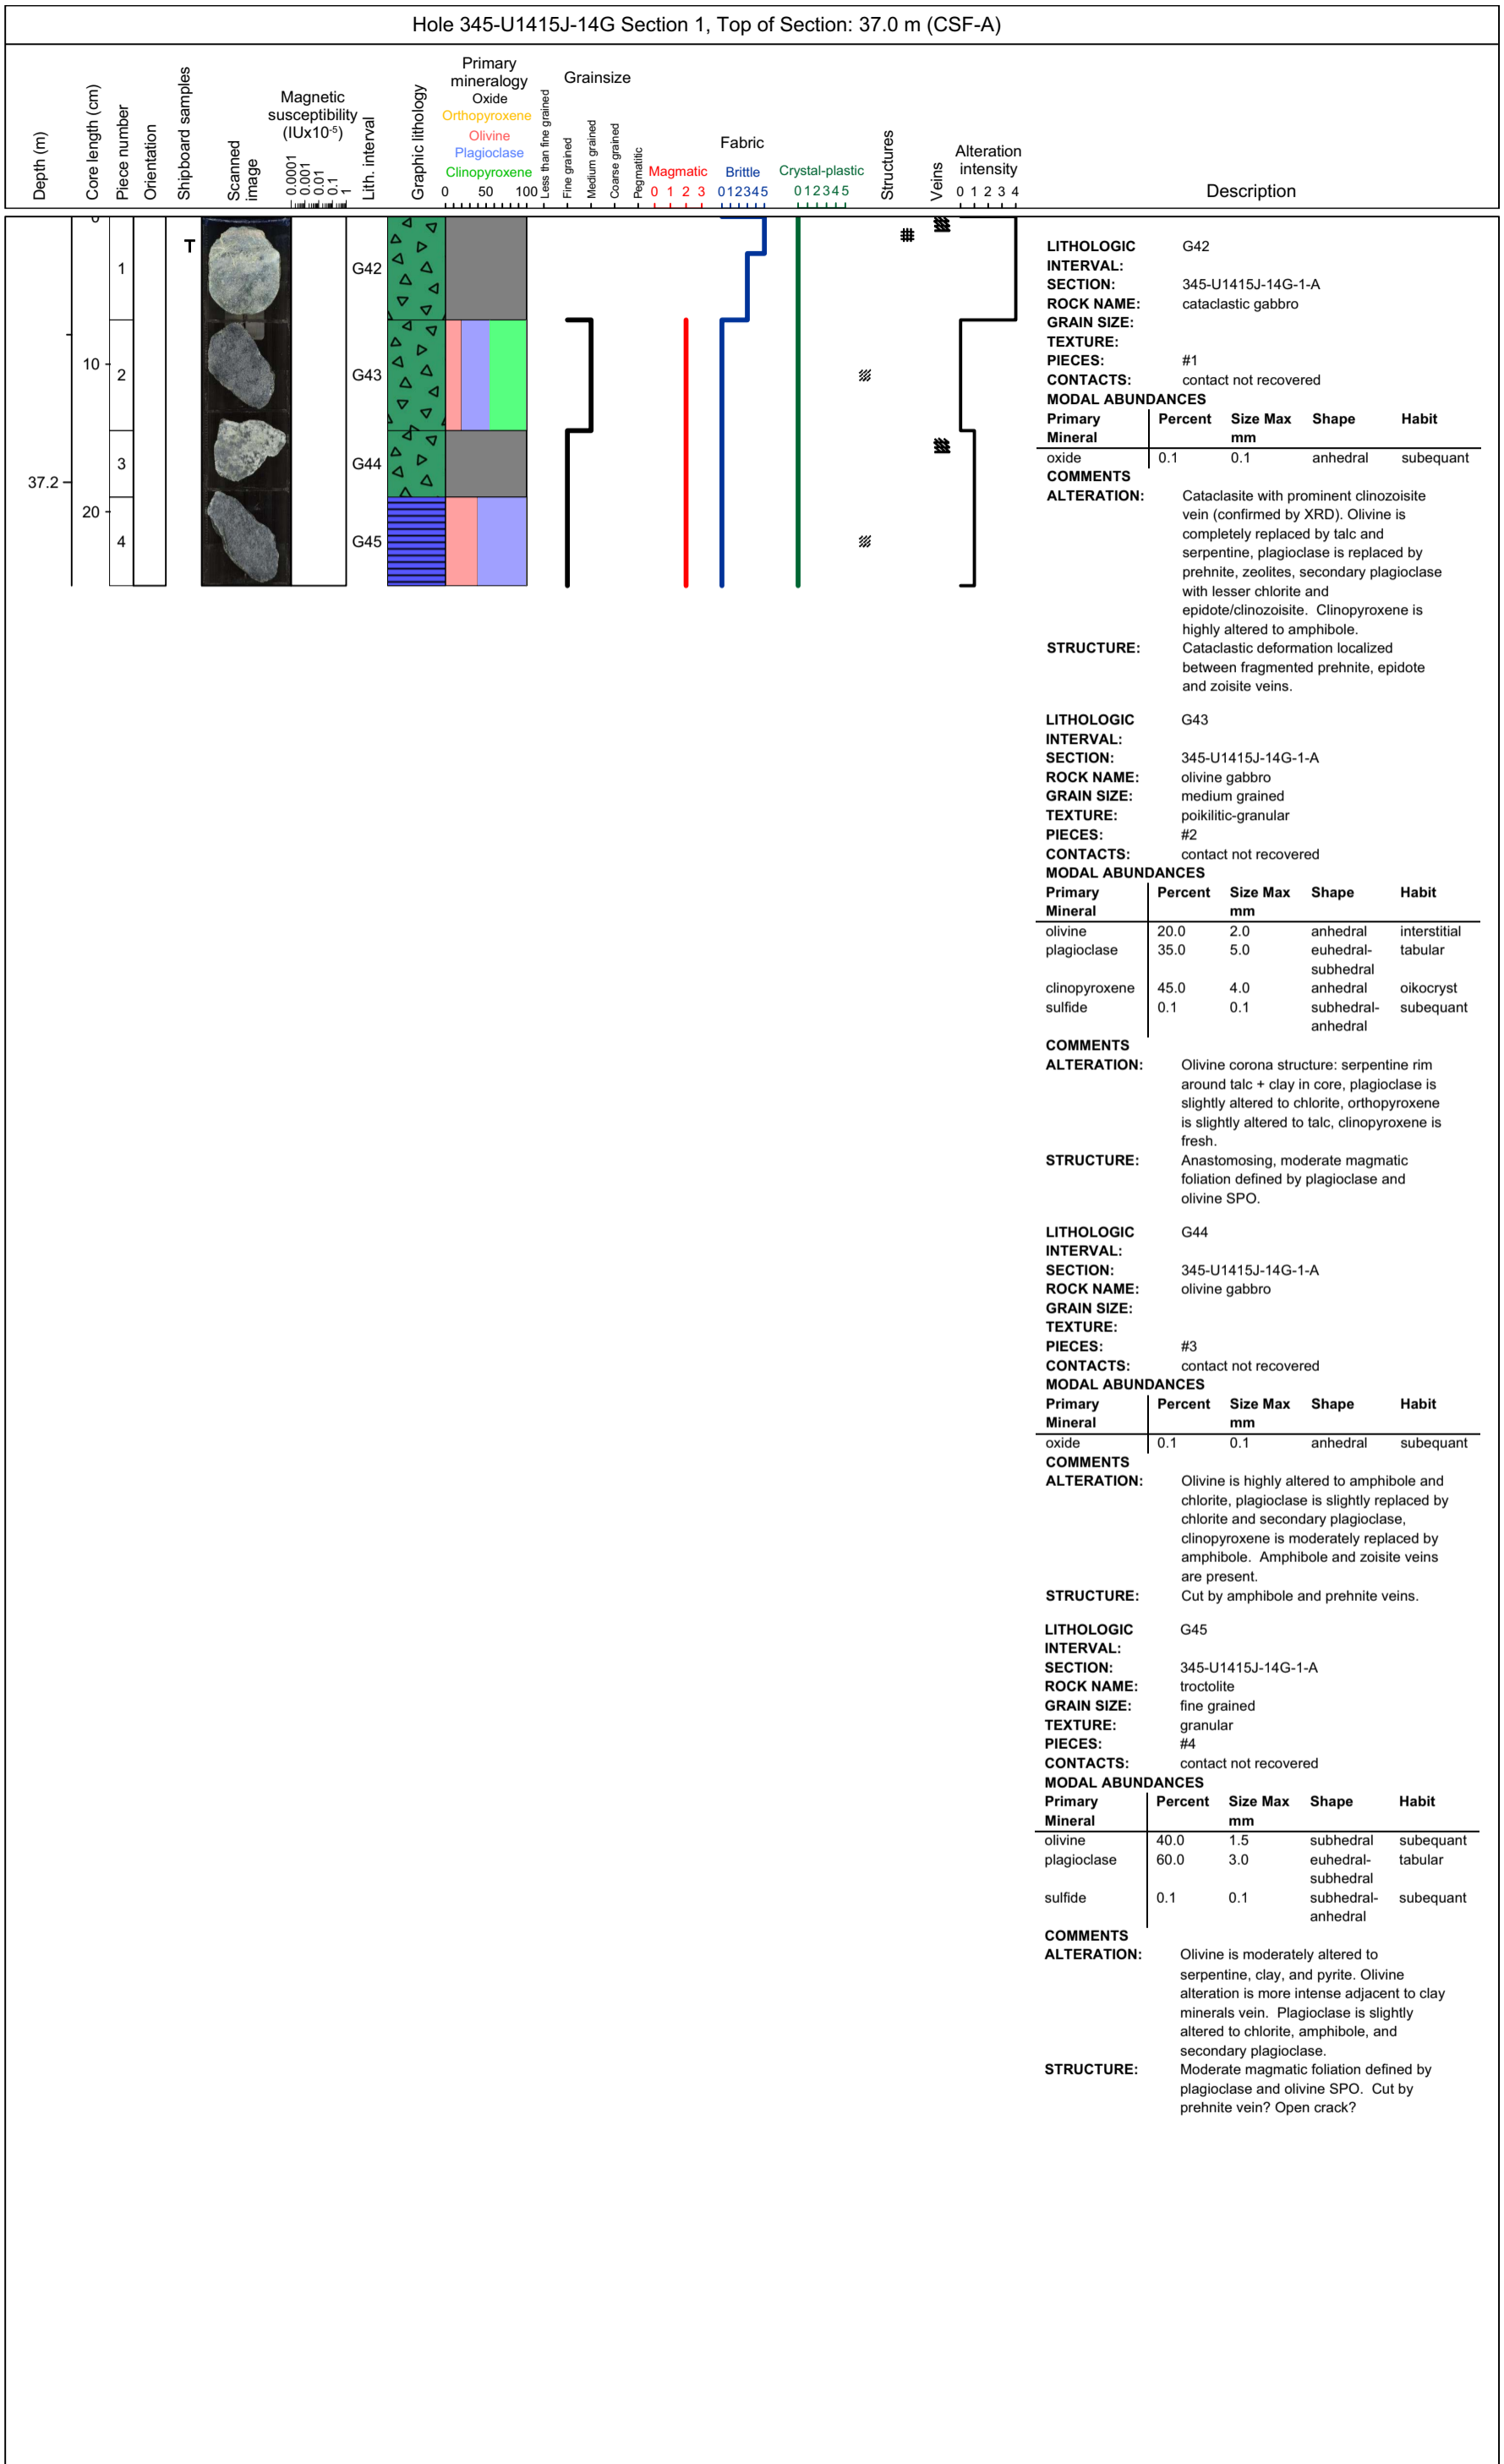 Hole 345-U1415J-14G Section 1, Top of Section: 37.0 m (CSF-A)
Depth (m)
Core length (cm)
Piece number
Orientation
Shipboard samples
Scanned
image
Magnetic
susceptibility
(IUx10-5)
0.0001
0.001
0.01
0.1
1
Lith. interval
Graphic lithology
Primary
mineralogy
Oxide
Orthopyroxene
Olivine
Plagioclase
Clinopyroxene
0 50 100
Grainsize
Less than fine grained
Fine grained
Medium grained
Coarse grained
Pegmatitic
Fabric
Magmatic Brittle Crystal-plastic
0 1 2 3 012345 012345
Structures
Veins
Alteration
intensity
0 1 2 3 4
Description
0
T
1
G42
10
2
G43
3
G44
37.2
20
4
G45
LITHOLOGIC G42
INTERVAL:
SECTION: 345-U1415J-14G-1-A
ROCK NAME: cataclastic gabbro
GRAIN SIZE:
TEXTURE:
PIECES: #1
CONTACTS: contact not recovered
MODAL ABUNDANCES
Primary Percent Size Max Shape Habit
Mineral mm
oxide 0.1 0.1 anhedral subequant
COMMENTS
ALTERATION: Cataclasite with prominent clinozoisite
vein (confirmed by XRD). Olivine is
completely replaced by talc and
serpentine, plagioclase is replaced by
prehnite, zeolites, secondary plagioclase
with lesser chlorite and
epidote/clinozoisite. Clinopyroxene is
highly altered to amphibole.
STRUCTURE: Cataclastic deformation localized
between fragmented prehnite, epidote
and zoisite veins.
LITHOLOGIC G43
INTERVAL:
SECTION: 345-U1415J-14G-1-A
ROCK NAME: olivine gabbro
GRAIN SIZE: medium grained
TEXTURE: poikilitic-granular
PIECES: #2
CONTACTS: contact not recovered
MODAL ABUNDANCES
Primary Percent Size Max Shape Habit
Mineral mm
olivine 20.0 2.0 anhedral interstitial
plagioclase 35.0 5.0 euhedral- tabular
subhedral
clinopyroxene 45.0 4.0 anhedral oikocryst
sulfide 0.1 0.1 subhedral- subequant
anhedral
COMMENTS
ALTERATION: Olivine corona structure: serpentine rim
around talc + clay in core, plagioclase is
slightly altered to chlorite, orthopyroxene
is slightly altered to talc, clinopyroxene is
fresh.
STRUCTURE: Anastomosing, moderate magmatic
foliation defined by plagioclase and
olivine SPO.
LITHOLOGIC G44
INTERVAL:
SECTION: 345-U1415J-14G-1-A
ROCK NAME: olivine gabbro
GRAIN SIZE:
TEXTURE:
PIECES: #3
CONTACTS: contact not recovered
MODAL ABUNDANCES
Primary Percent Size Max Shape Habit
Mineral mm
oxide 0.1 0.1 anhedral subequant
COMMENTS
ALTERATION: Olivine is highly altered to amphibole and
chlorite, plagioclase is slightly replaced by
chlorite and secondary plagioclase,
clinopyroxene is moderately replaced by
amphibole. Amphibole and zoisite veins
are present.
STRUCTURE: Cut by amphibole and prehnite veins.
LITHOLOGIC G45
INTERVAL:
SECTION: 345-U1415J-14G-1-A
ROCK NAME: troctolite
GRAIN SIZE: fine grained
TEXTURE: granular
PIECES: #4
CONTACTS: contact not recovered
MODAL ABUNDANCES
Primary Percent Size Max Shape Habit
Mineral mm
olivine 40.0 1.5 subhedral subequant
plagioclase 60.0 3.0 euhedral- tabular
subhedral
sulfide 0.1 0.1 subhedral- subequant
anhedral
COMMENTS
ALTERATION: Olivine is moderately altered to
serpentine, clay, and pyrite. Olivine
alteration is more intense adjacent to clay
minerals vein. Plagioclase is slightly
altered to chlorite, amphibole, and
secondary plagioclase.
STRUCTURE: Moderate magmatic foliation defined by
plagioclase and olivine SPO. Cut by
prehnite vein? Open crack?